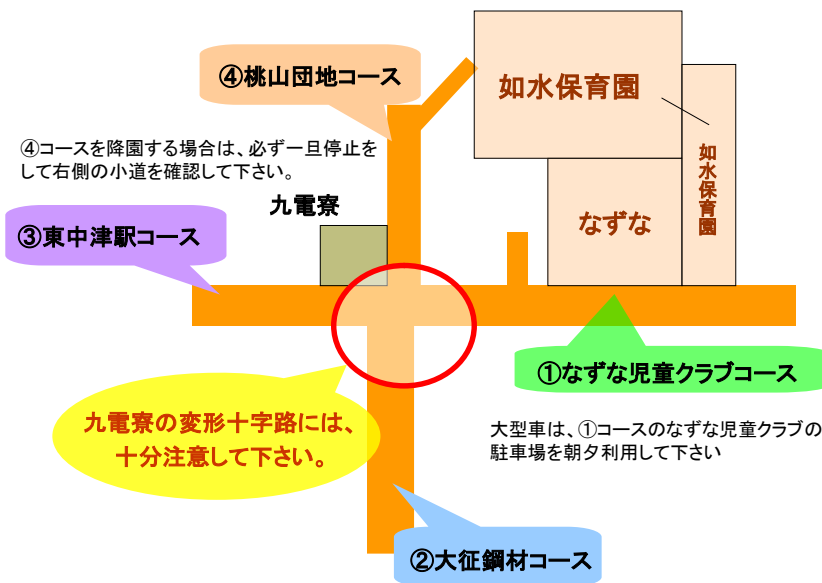 ④桃山団地コース
如水保育園
④コースを降園する場合は、必ず一旦停止を
して右側の小道を確認して下さい。
如水保育園
九電寮
なずな
③東中津駅コース
①なずな児童クラブコース
九電寮の変形十字路には、
十分注意して下さい。
大型車は、①コースのなずな児童クラブの
駐車場を朝夕利用して下さい
②大征鋼材コース